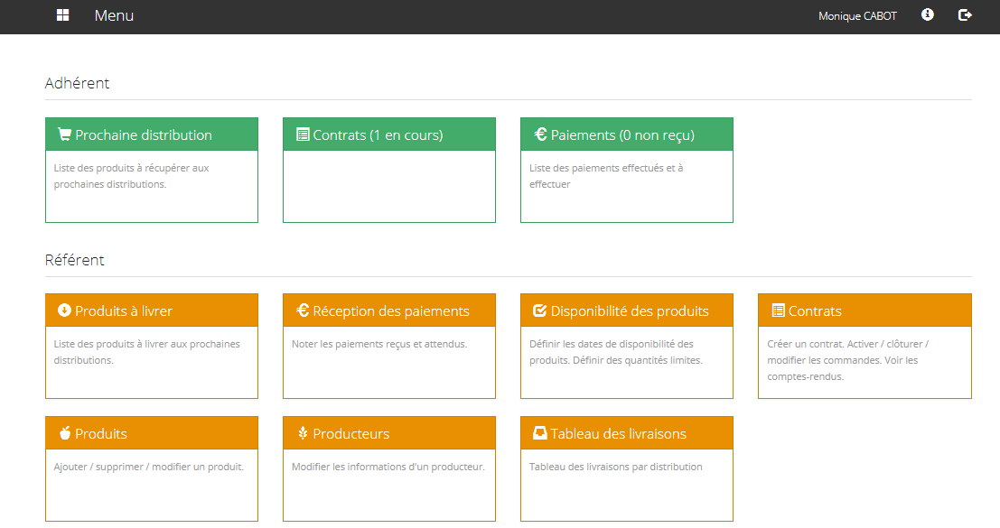 Menu
Monique CABOT
Adhérent
Prochaine distribution
Liste des produits à récupérer aux
prochaines distributions.
Contrats (1 en cours)
Paiements (0 non reçu)
Liste des paiements effectués et à
effectuer
Référent
Produits à livrer
Liste des produits à livrer aux prochaines
distributions.
Réception des paiements
Noter les paiements reçus et attendus.
Disponibilité des produits
Définir les dates de disponibilité des
produits. Définir des quantités limites.
Contrats
Créer un contrat. Activer / clôturer /
modifier les commandes. Voir les
comptes-rendus.
Produits
Ajouter / supprimer / modifier un produit.
Producteurs
Modifier les informations d'un producteur.
Tableau des livraisons
Tableau des livraisons par distribution